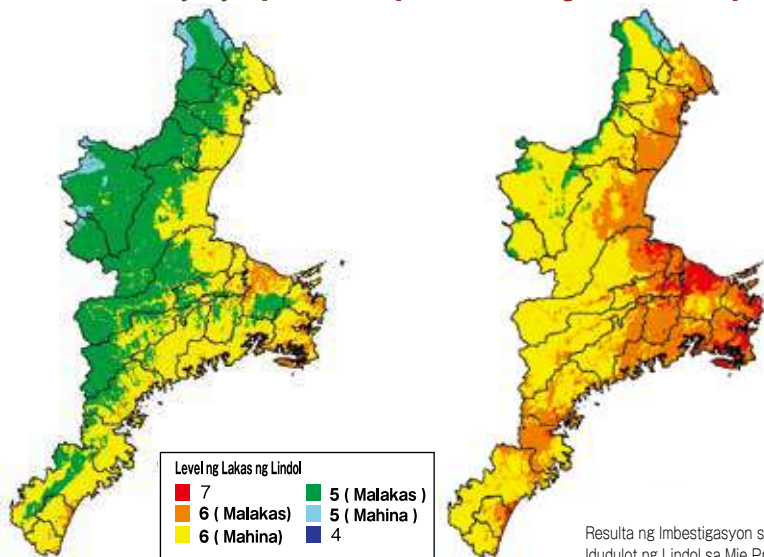 Level ng Lakas ng Lindol
7
6 ( Malakas)
6 ( Mahina)
5 ( Malakas )
5 ( Mahina )
4
Resulta ng Imbestigasyon
Idudulot ng Lindol sa Mie